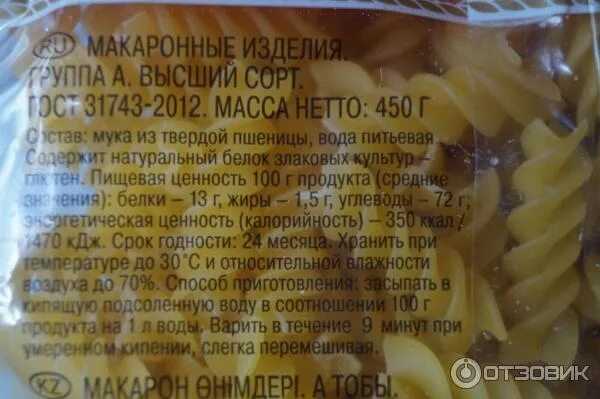 RU МАКАРОННЫЕ ИЗДЕЛИЯ.
ГРУППА А. ВЫСШИЙ СОРТ.
ГОСТ 31743-2012. МАССА НЕТТО: 450 Г
Состав: мука из твердой пшеницы, вода питьевая.
Содержит натуральный белок злаковых культур –
глютен. Пищевая ценность 100 г продукта (средние
значения): белки – 13 г, жиры – 1,5 г, углеводы – 72 г;
энергетическая ценность (калорийность) – 350 ккал/
1470 кДж. Срок годности: 24 месяца. Хранить при
температуре до 30°С и относительной влажности
воздуха до 70%. Способ приготовления: засыпать в
кипящую подсоленную воду в соотношении 100 г
продукта на 1 л воды. Варить в течение 9 минут при
умеренном кипении, слегка перемешивая.
KZ МАКАРОН ӨНІМДЕРІ. А ТОБЫ.
ОТЗОВИК